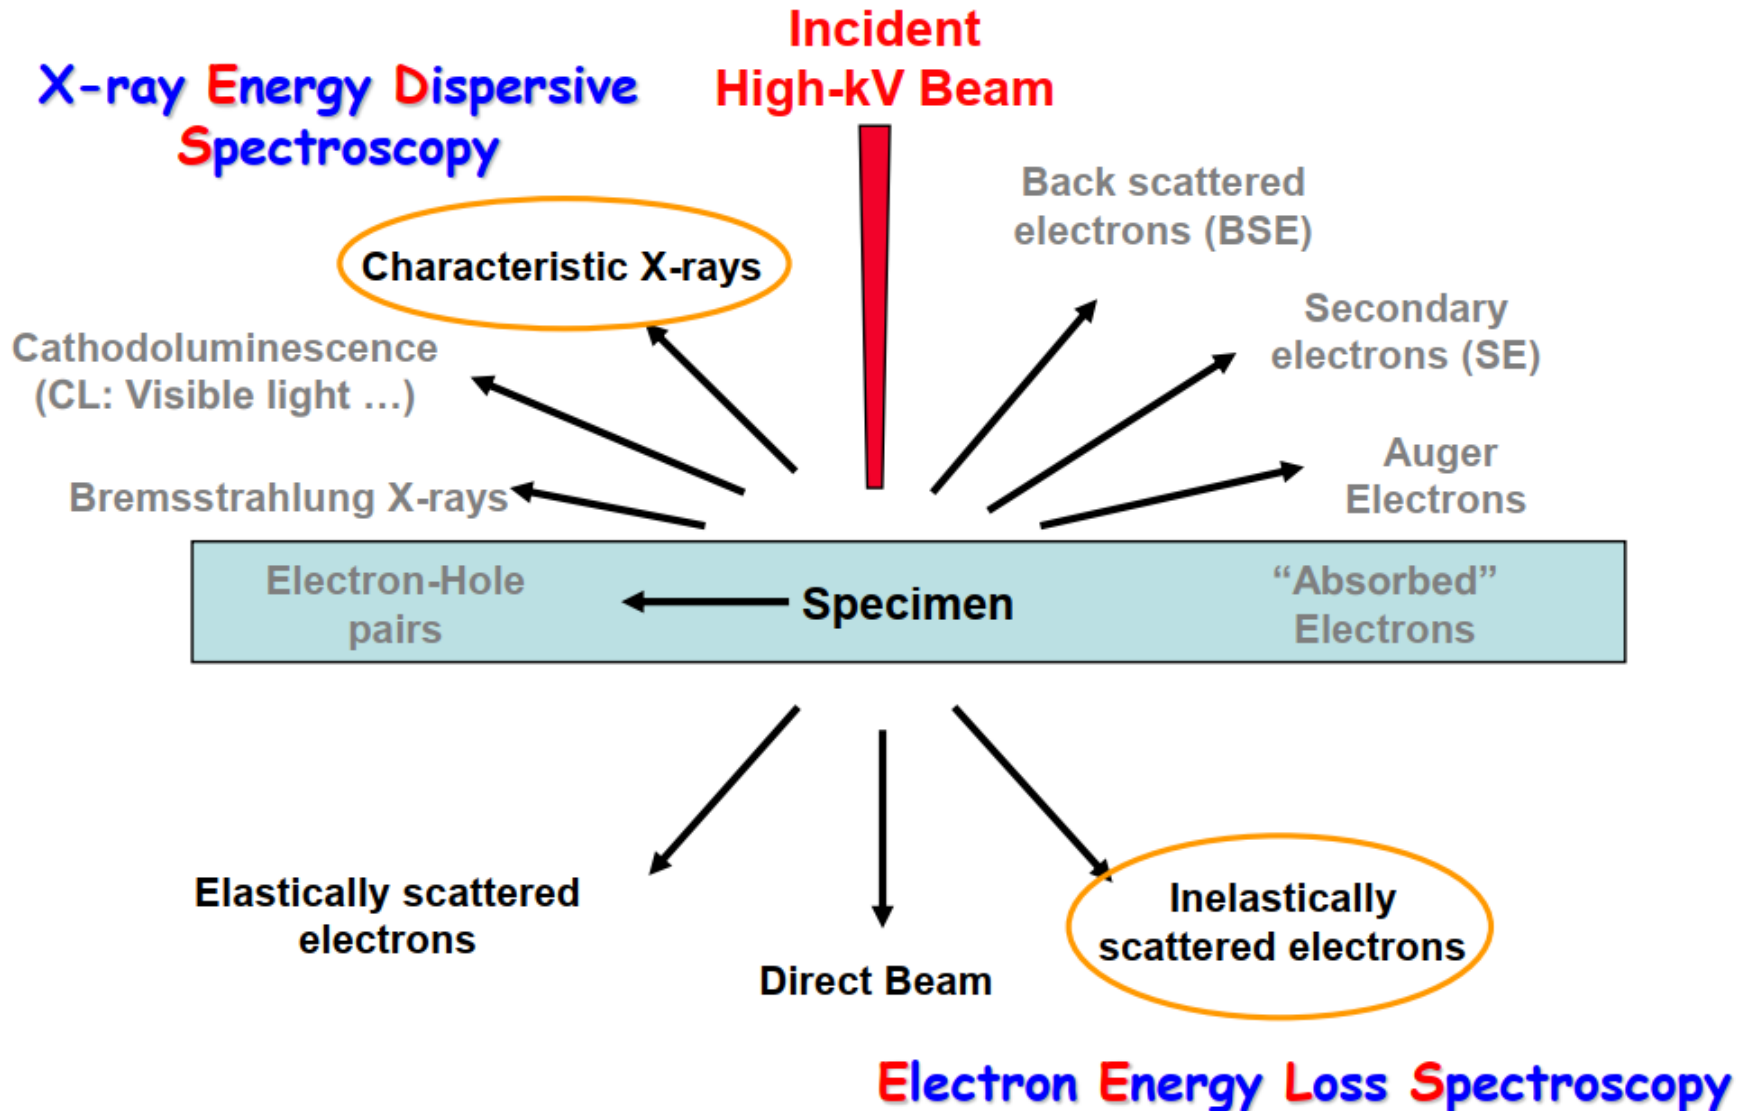 Incident
High-kV Beam
X-ray Energy Dispersive
Spectroscopy
Back scattered
electrons (BSE)
Characteristic X-rays
Secondary
electrons (SE)
Cathodoluminescence
(CL: Visible light …)
Auger
Electrons
Bremsstrahlung X-rays
Electron-Hole
pairs
Specimen
“Absorbed”
Electrons
Elastically scattered
electrons
Direct Beam
Inelastically
scattered electrons
Electron Energy Loss Spectroscopy